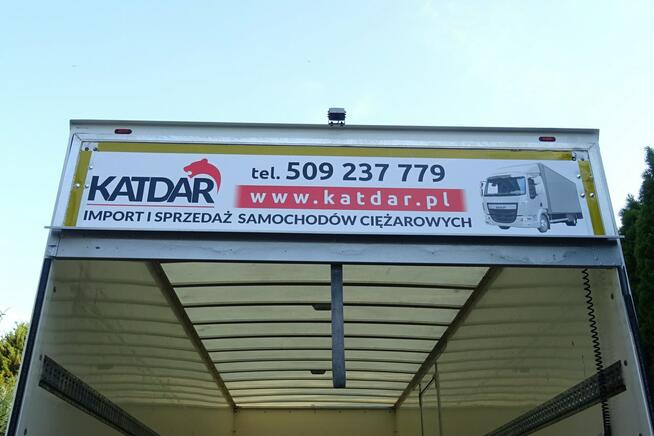 KATDAR
tel. 509 237 779
www.katdar.pl
IMPORT I SPRZEDAŻ SAMOCHODÓW CIĘŻAROWYCH